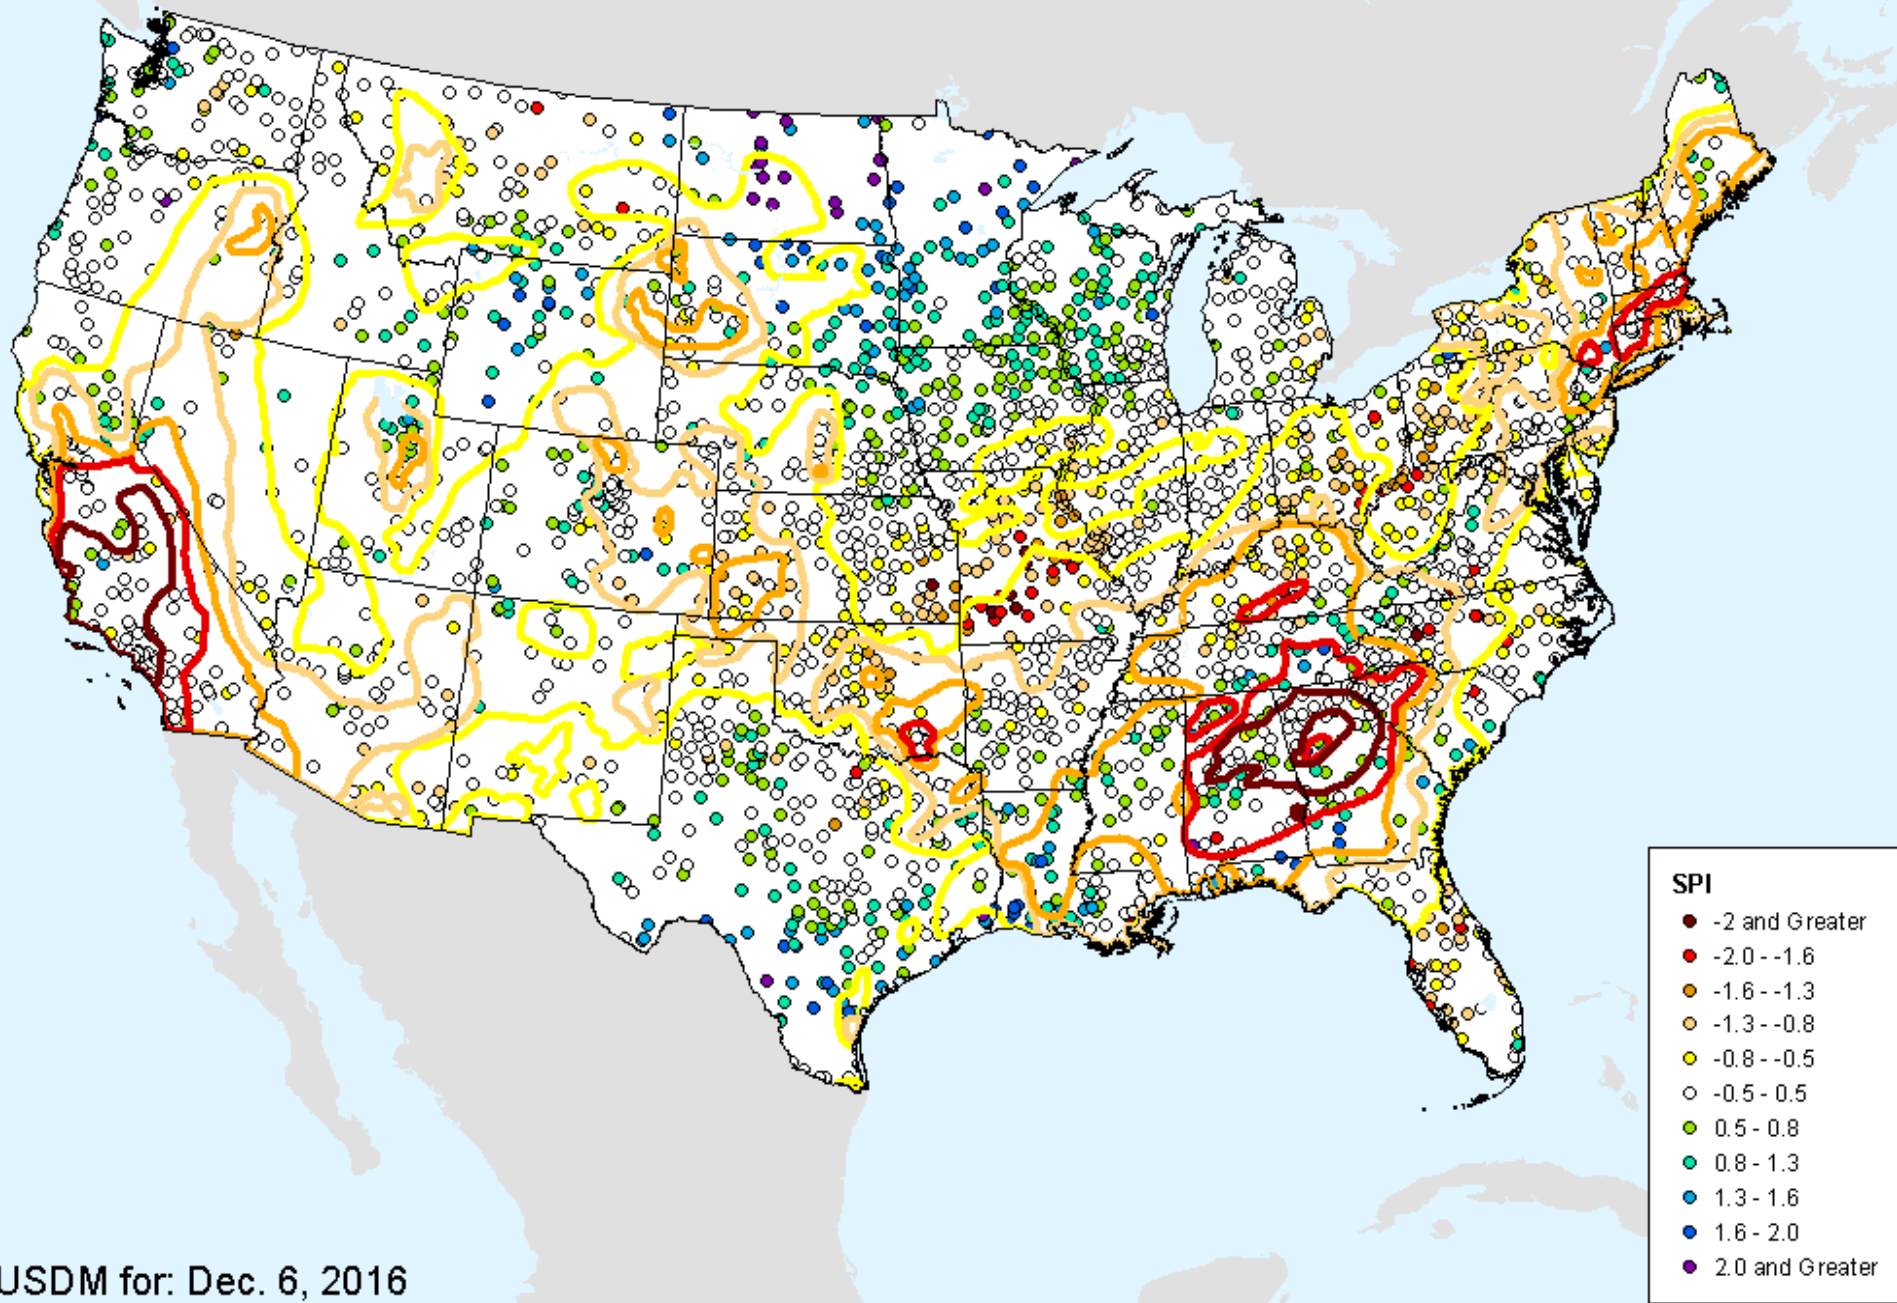 SPI
-2 and Greater
-2.0 - -1.6
-1.6 - -1.3
-1.3 - -0.8
-0.8 - -0.5
-0.5 - 0.5
0.5 - 0.8
0.8 - 1.3
1.3 - 1.6
1.6 - 2.0
2.0 and Greater
USDM for: Dec. 6, 2016